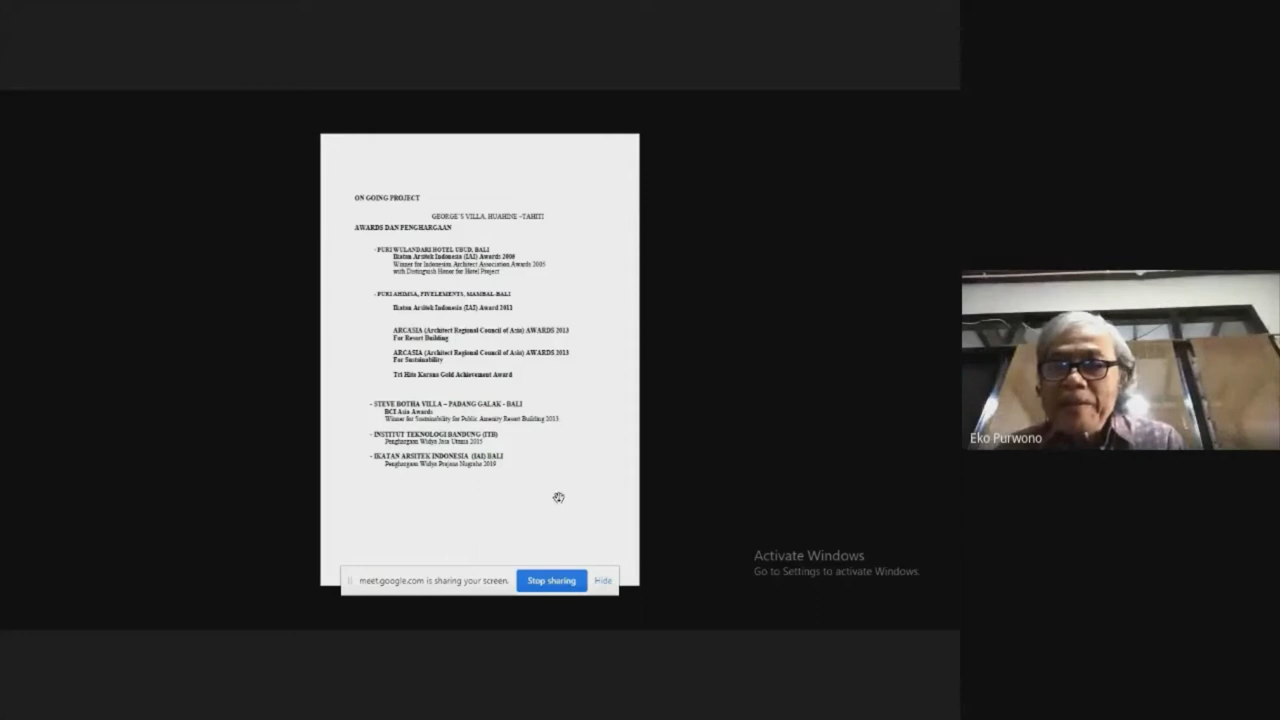 ON GOING PROJECT
GEORGE'S VILLA, HUAHINE –TAHITI
AWARDS DAN PENGHARGAAN
- PURI WULANDARI HOTEL UBUD, BALI
Ikatan Arsitek Indonesia (IAI) Awards
Winner for Indonesian Architect Association Awards
with Distinguish Honor for Hotel Project
- PURI AHIMSA, FIVELEMENTS, MAMBAL-BALI
Ikatan Arsitek Indonesia (IAI) Award 2013
ARCASIA (Architect Regional Council of Asia) AWARDS 2013
For Resort Building
ARCASIA (Architect Regional Council of Asia) AWARDS 2013
For Sustainability
Tri Hita Karana Gold Achievement Award
- STEVE BOTHA VILLA – PADANG GALAK - BALI
BCI Asia Awards
Winner for Sustainability for Public Amenity Resort Building 2013
- INSTITUT TEKNOLOGI BANDUNG (ITB)
Penghargaan Widya Jasa Utama 2015
- IKATAN ARSITEK INDONESIA (IAI) BALI
Penghargaan Widya Prajana Nugraha 2019
meet.google.com is sharing your screen.
Stop sharing
Hide
Activate Windows
Go to Settings to activate Windows.
Eko Purwono